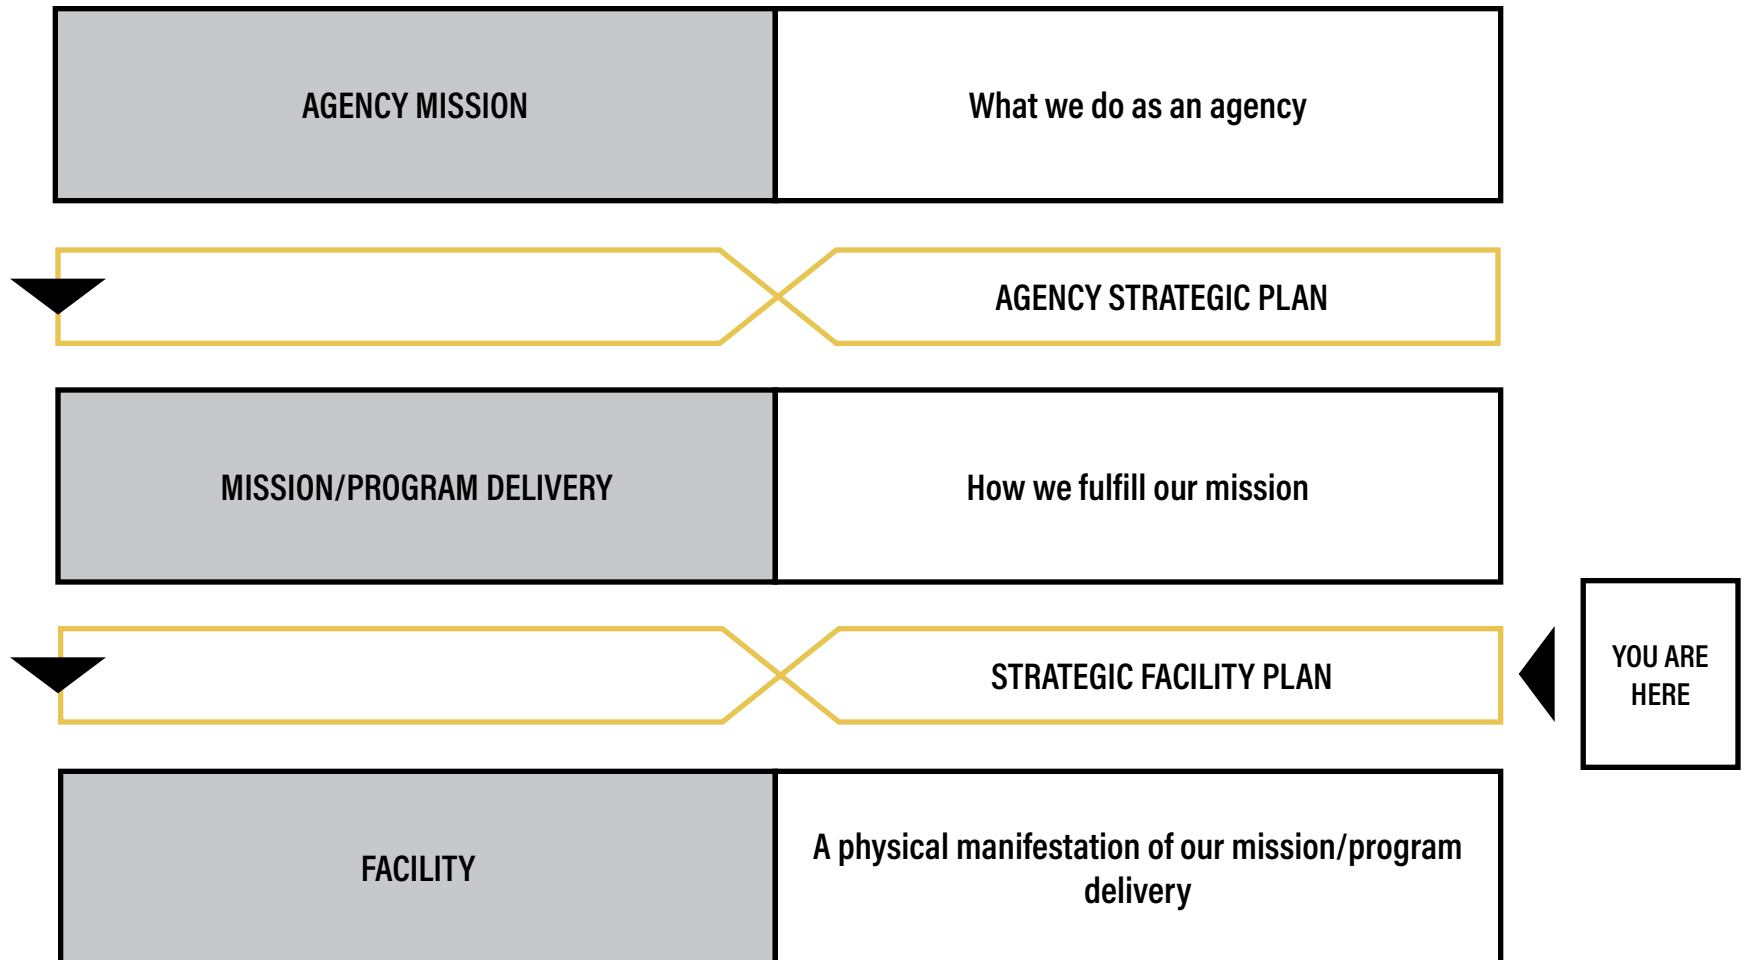 AGENCY MISSION
What we do as an agency
AGENCY STRATEGIC PLAN
MISSION/PROGRAM DELIVERY
How we fulfill our mission
STRATEGIC FACILITY PLAN
YOU ARE
HERE
FACILITY
A physical manifestation of our mission/program
delivery